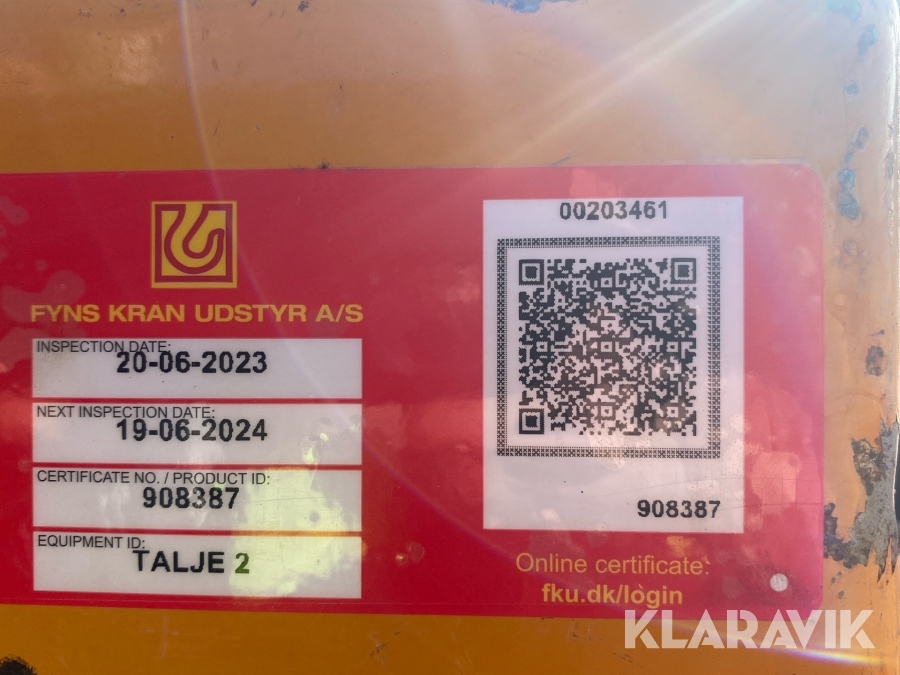 FYNS KRAN UDSTYR A/S
INSPECTION DATE:
20-06-2023
NEXT INSPECTION DATE:
19-06-2024
CERTIFICATE NO. / PRODUCT ID:
908387
EQUIPMENT ID:
TALJE 2
00203461
908387
Online certificate:
fku.dk/login
KLARAVIK